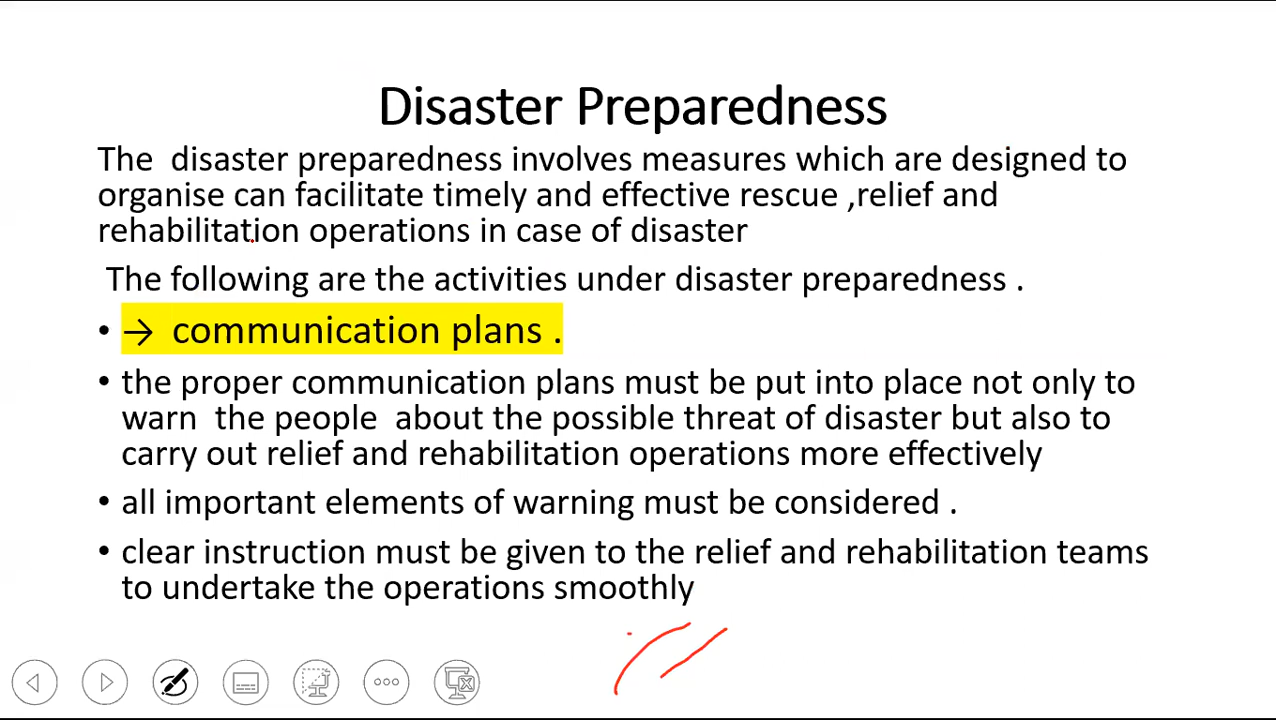 Disaster Preparedness
The disaster preparedness involves measures which are designed to
organise can facilitate timely and effective rescue ,relief and
rehabilitation operations in case of disaster
The following are the activities under disaster preparedness .
• → communication plans .
• the proper communication plans must be put into place not only to
warn the people about the possible threat of disaster but also to
carry out relief and rehabilitation operations more effectively
• all important elements of warning must be considered .
• clear instruction must be given to the relief and rehabilitation teams
to undertake the operations smoothly